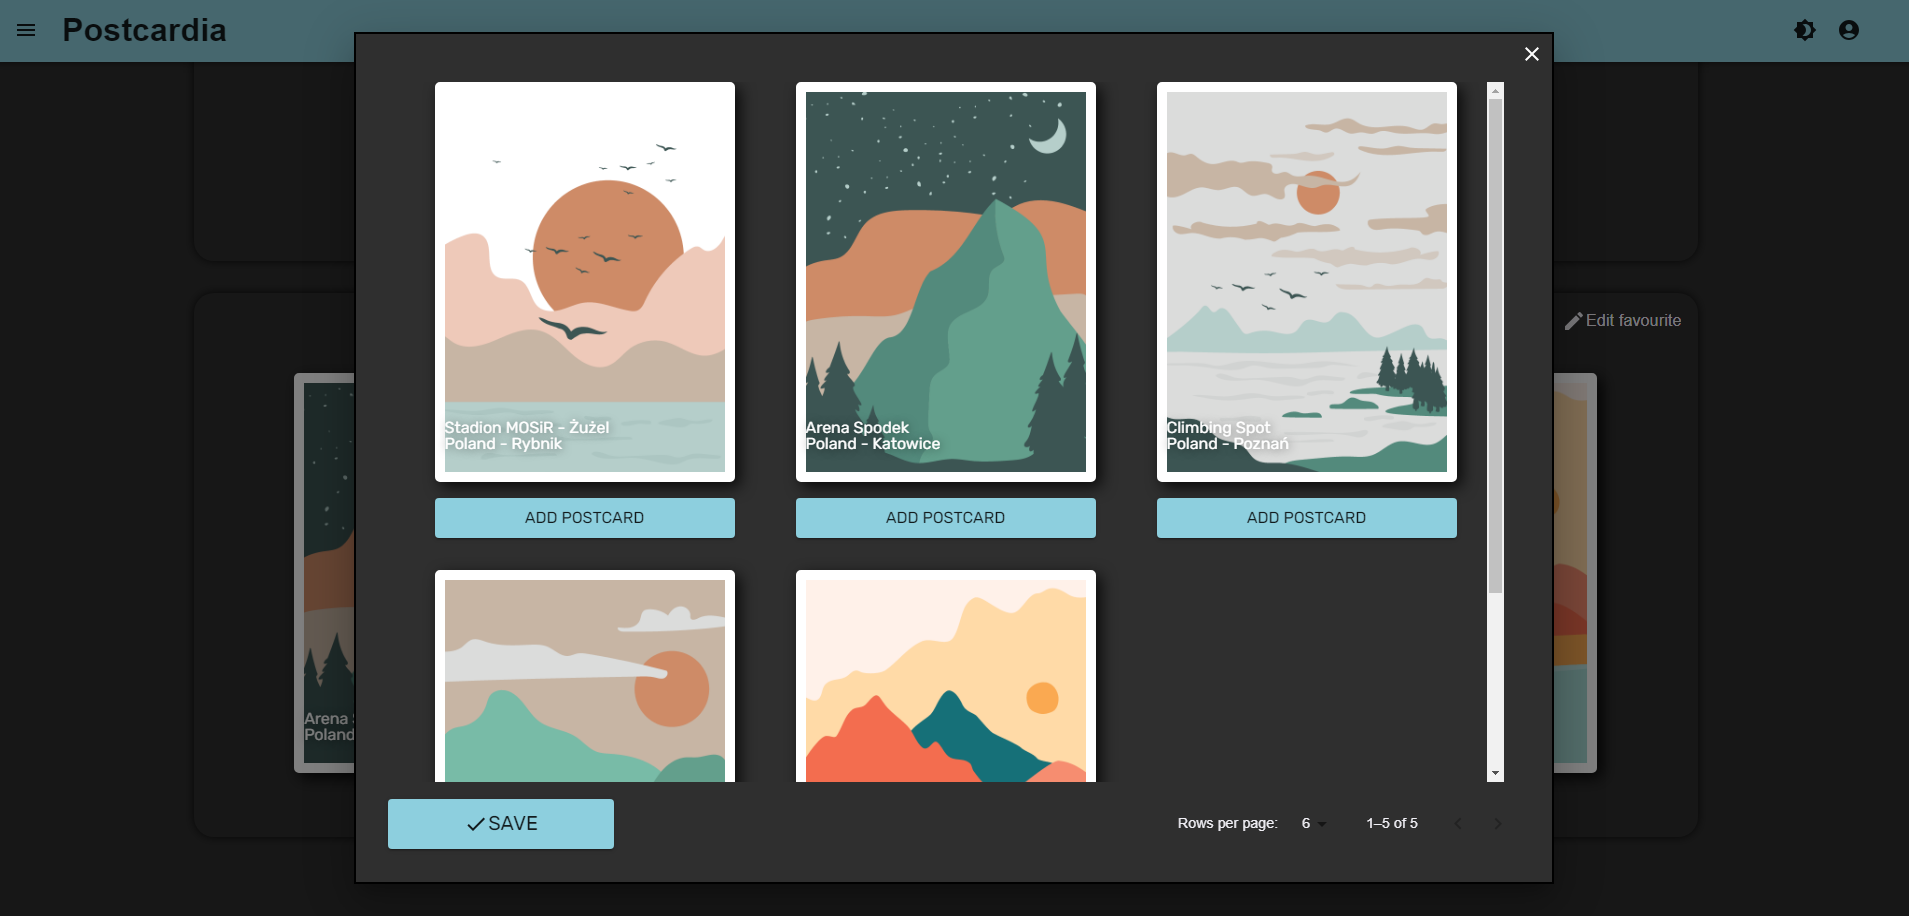 Postcardia
Edit favourite
Stadion MOSiR - Żużel
Poland - Rybnik
Arena Spodek
Poland - Katowice
Climbing Spot
Poland - Poznań
ADD POSTCARD
ADD POSTCARD
ADD POSTCARD
Arena
Poland
SAVE
Rows per page:
6
1–5 of 5